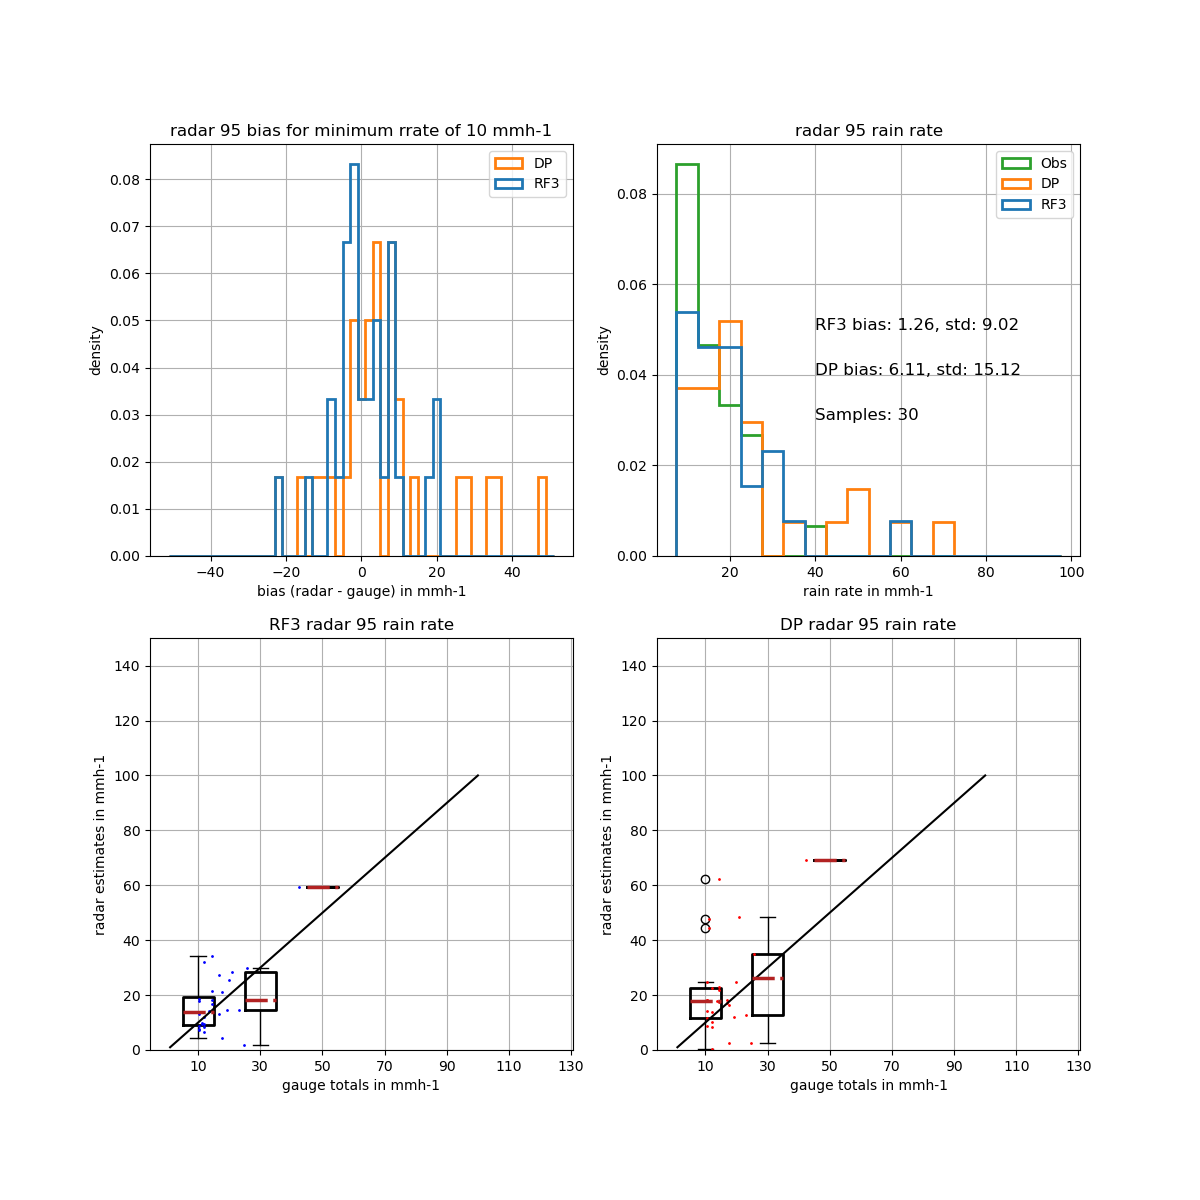 radar 95 bias for minimum rrate of 10 mmh-1
DP
RF3
0.08
0.07
0.06
0.05
0.04
0.03
0.02
0.01
0.00
density
−40
−20
0
20
40
bias (radar - gauge) in mmh-1
radar 95 rain rate
Obs
DP
RF3
RF3 bias: 1.26, std: 9.02
DP bias: 6.11, std: 15.12
Samples: 30
0.08
0.06
0.04
0.02
0.00
density
20
40
60
80
100
rain rate in mmh-1
RF3 radar 95 rain rate
140
120
100
80
60
40
20
0
radar estimates in mmh-1
10
30
50
70
90
110
130
gauge totals in mmh-1
DP radar 95 rain rate
140
120
100
80
60
40
20
0
radar estimates in mmh-1
10
30
50
70
90
110
130
gauge totals in mmh-1